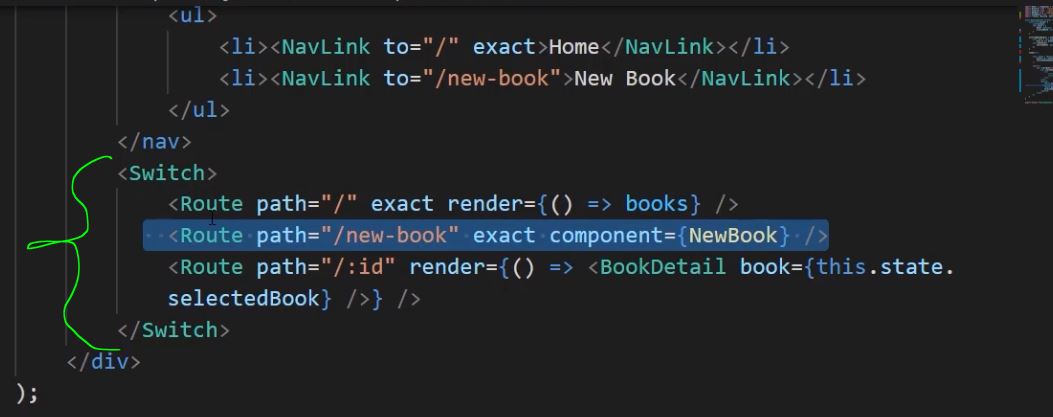 <ul>
<li><NavLink to="/" exact>Home</NavLink></li>
<li><NavLink to="/new-book">New Book</NavLink></li>
</ul>
</nav>
<Switch>
<Route path="/" exact render={() => books} />
<Route path="/new-book" exact component={NewBook} />
<Route path="/:id" render={() => <BookDetail book={this.state.
selectedBook} />} />
</Switch>
</div>
);